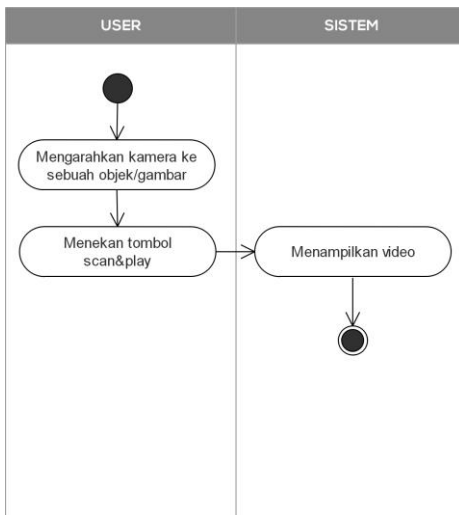 USER
SISTEM
Mengarahkan kamera ke
sebuah objek/gambar
Menekan tombol
scan&play
Menampilkan video